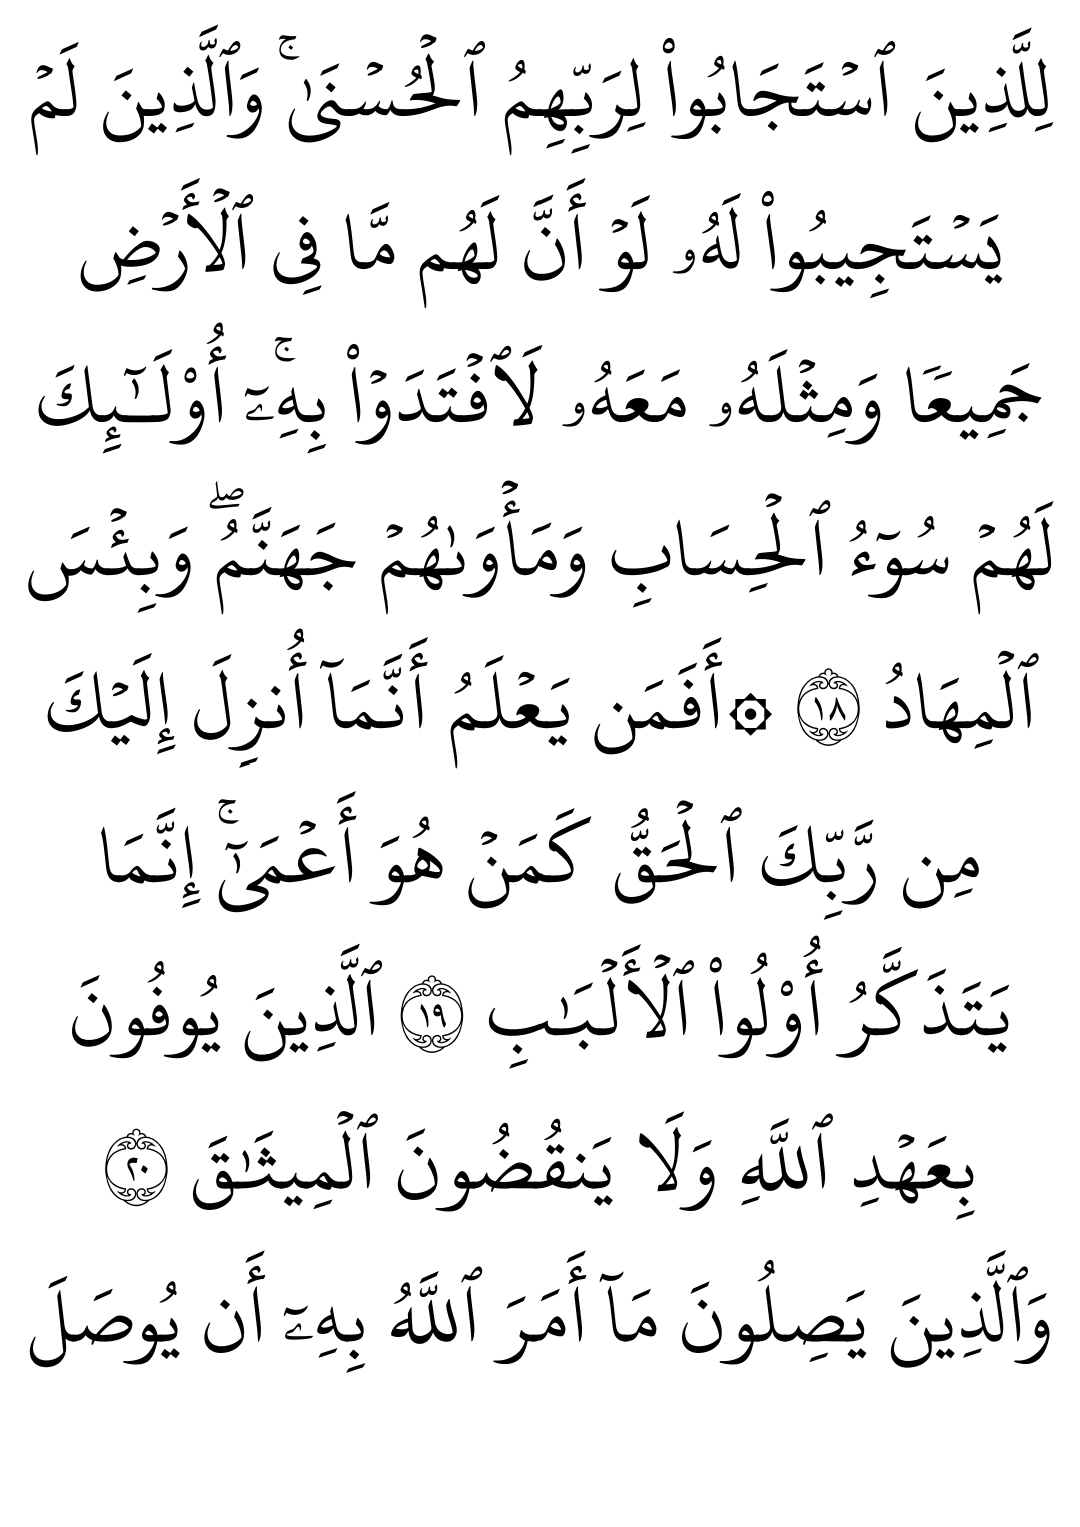 لِلَّذِينَ ٱسْتَجَابُوا۟ لِرَبِّهِمُ ٱلْحُسْنَىٰ ۚ وَٱلَّذِينَ لَمْ
يَسْتَجِيبُوا۟ لَهُۥ لَوْ أَنَّ لَهُم مَّا فِى ٱلْأَرْضِ
جَمِيعًا وَمِثْلَهُۥ مَعَهُۥ لَٱفْتَدَوْا۟ بِهِۦٓ ۚ أُو۟لَـٰٓئِكَ
لَهُمْ سُوٓءُ ٱلْحِسَابِ وَمَأْوَىٰهُمْ جَهَنَّمُ ۖ وَبِئْسَ
ٱلْمِهَادُ ١٨ ۞ أَفَمَن يَعْلَمُ أَنَّمَآ أُنزِلَ إِلَيْكَ
مِن رَّبِّكَ ٱلْحَقُّ كَمَنْ هُوَ أَعْمَىٰٓ ۚ إِنَّمَا
يَتَذَكَّرُ أُو۟لُوا۟ ٱلْأَلْبَـٰبِ ١٩ ٱلَّذِينَ يُوفُونَ
بِعَهْدِ ٱللَّهِ وَلَا يَنقُضُونَ ٱلْمِيثَـٰقَ ٢٠
وَٱلَّذِينَ يَصِلُونَ مَآ أَمَرَ ٱللَّهُ بِهِۦٓ أَن يُوصَلَ